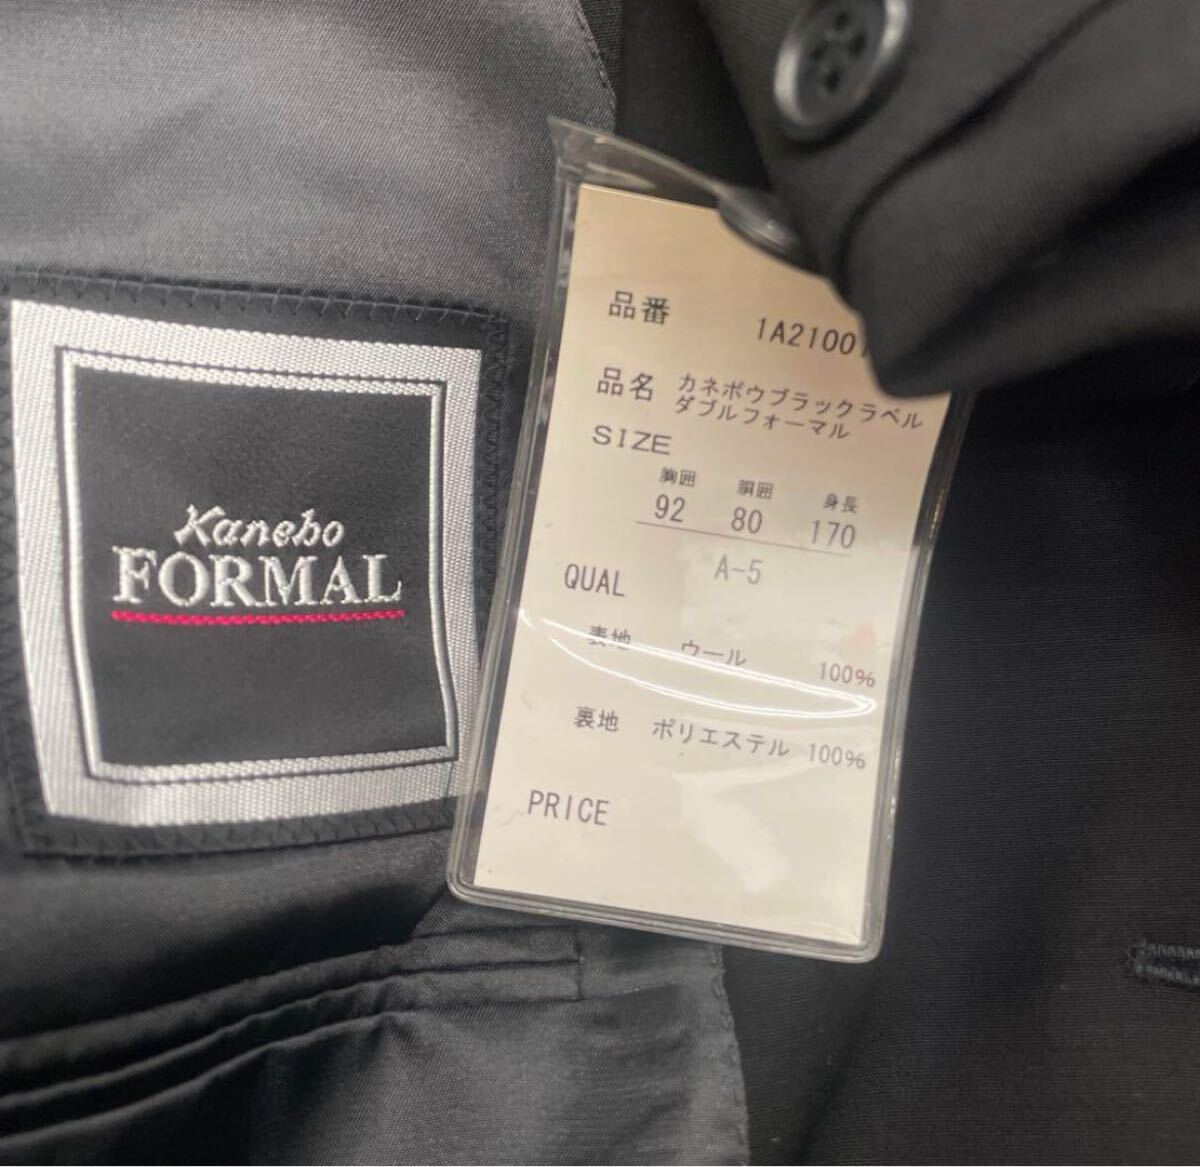 Kanebo
FORMAL
品番 1A21001
品名 カネボウブラックラベル
ダブルフォーマル
SIZE
胸囲 胴囲 身長
92 80 170
A-5
QUAL
表地 ウール 100%
裏地 ポリエステル 100%
PRICE